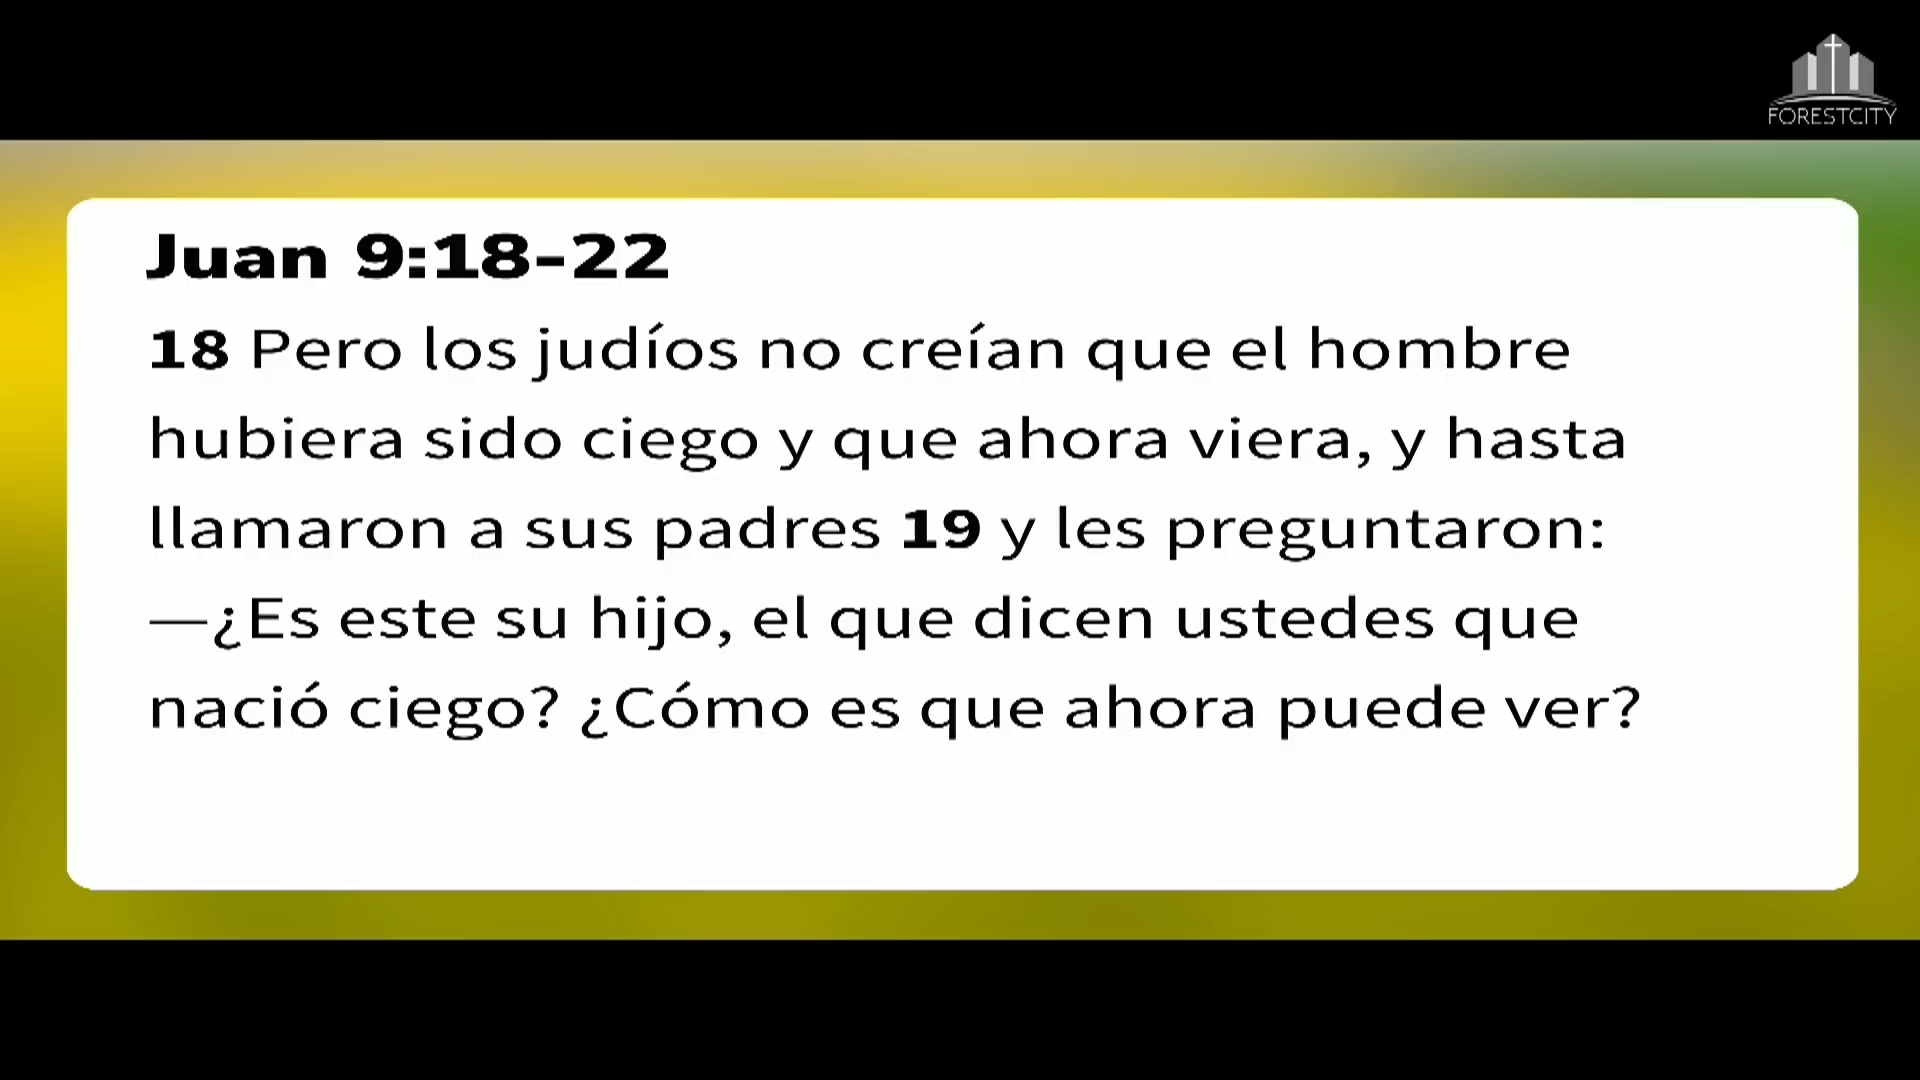 FORESTCITY
Juan 9:18-22
18 Pero los judíos no creían que el hombre
hubiera sido ciego y que ahora viera, y hasta
llamaron a sus padres 19 y les preguntaron:
—¿Es este su hijo, el que dicen ustedes que
nació ciego? ¿Cómo es que ahora puede ver?